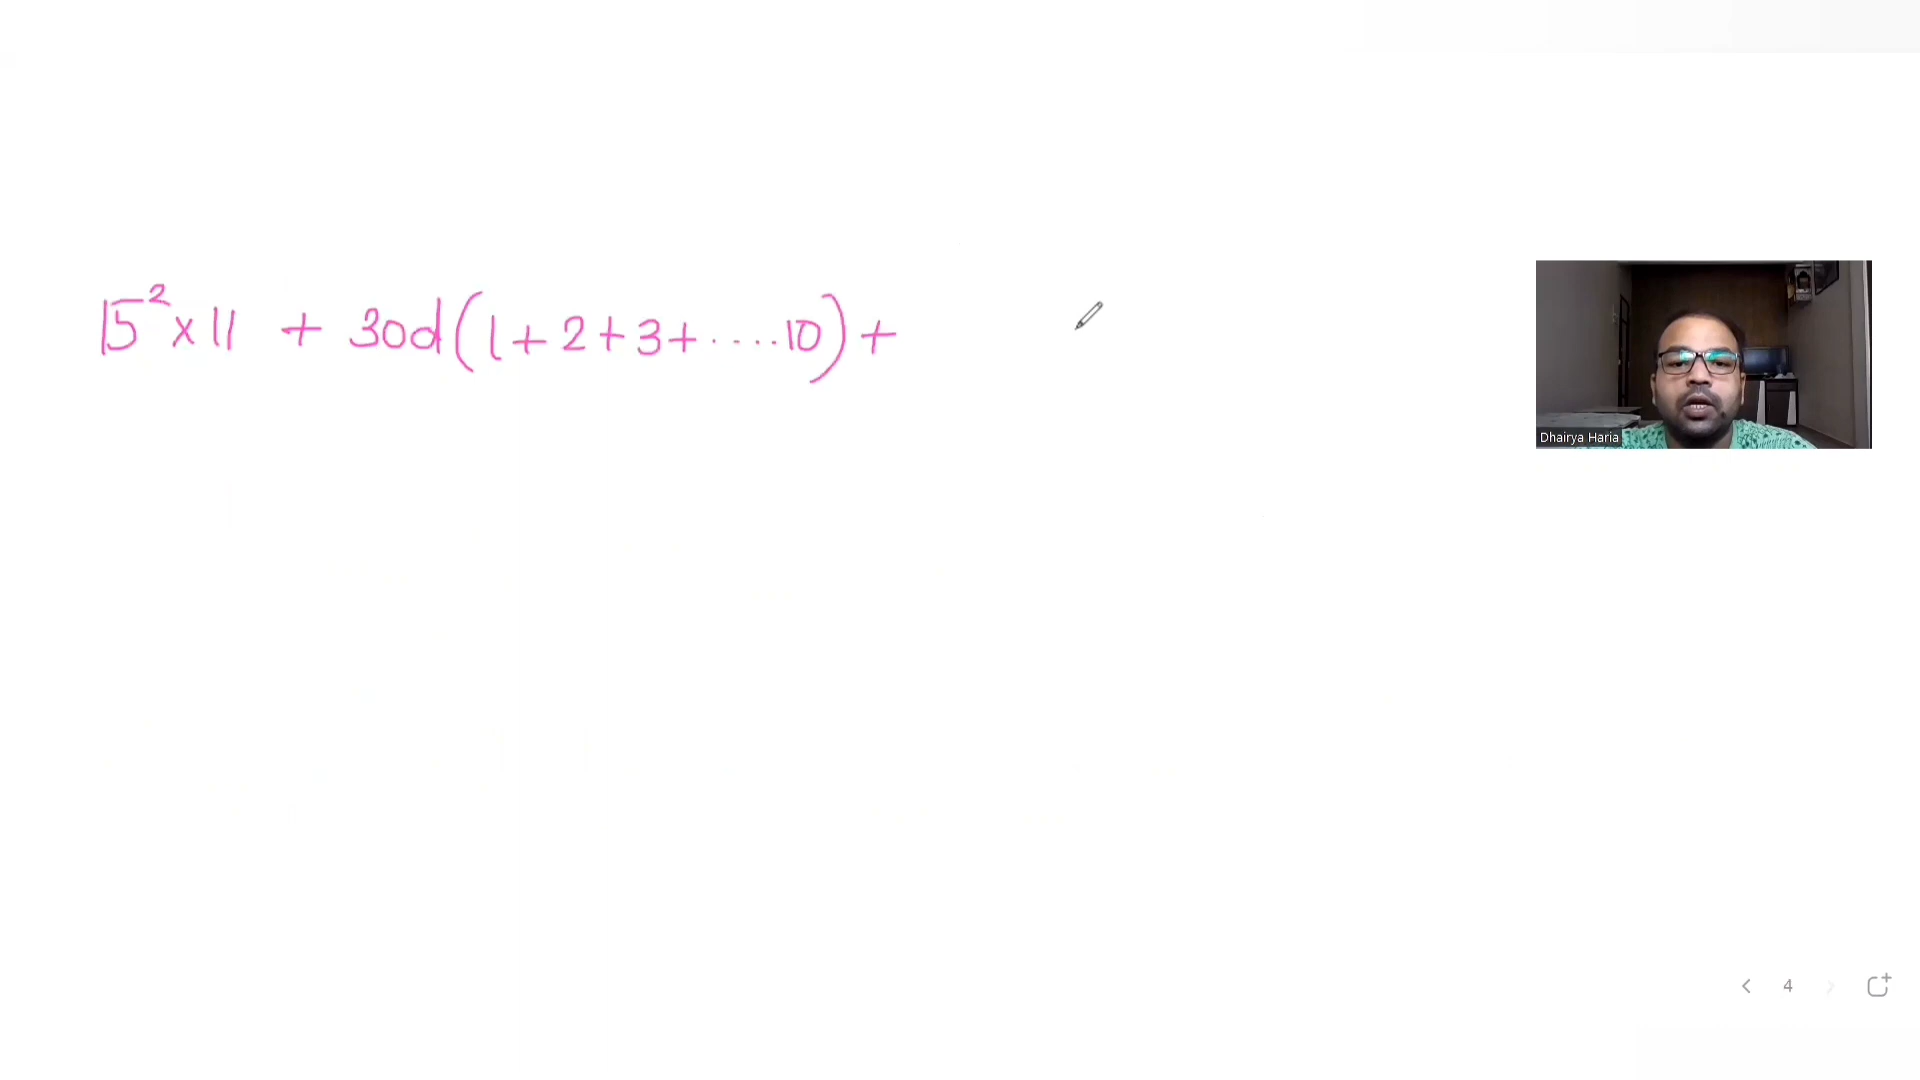 15² x 11 + 30d(1+2+3+....10)+
Dhairya Haria
4